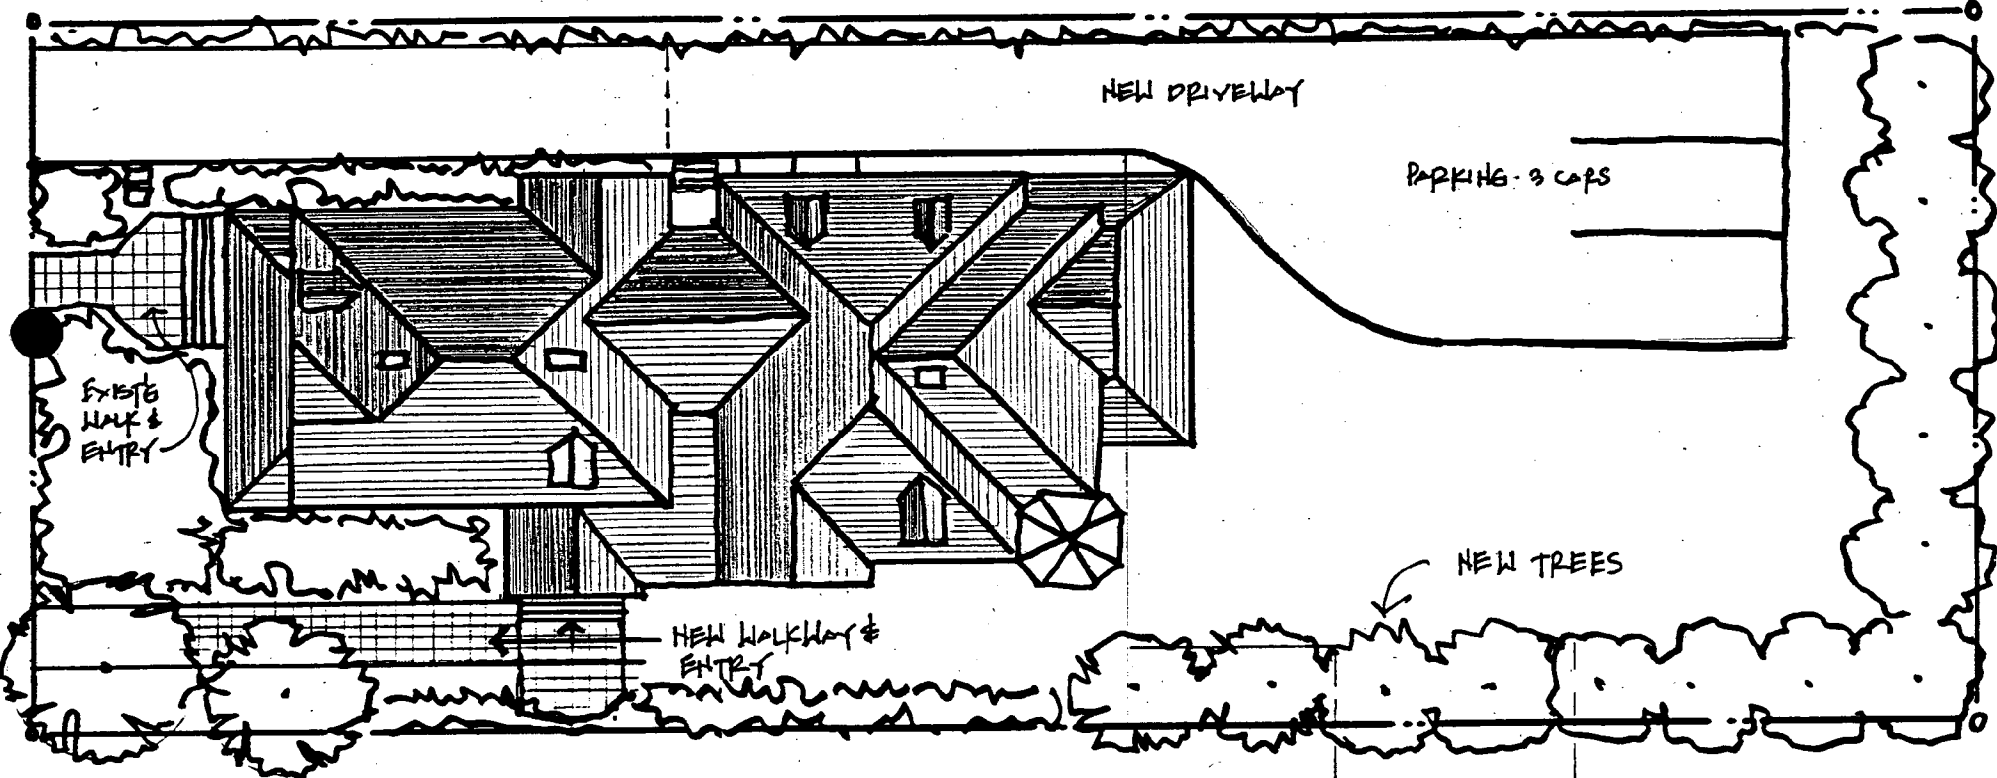 NEW DRIVEWAY
PARKING - 3 CARS
EXIST'G
WALK &
ENTRY
NEW TREES
NEW WALKWAY &
ENTRY